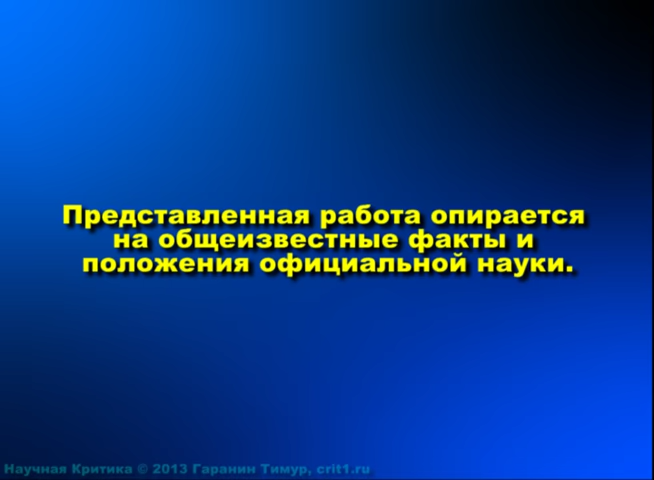 Представленная работа опирается
на общеизвестные факты и
положения официальной науки.
Научная Критика © 2013 Гаранин Тимур, crit1.ru